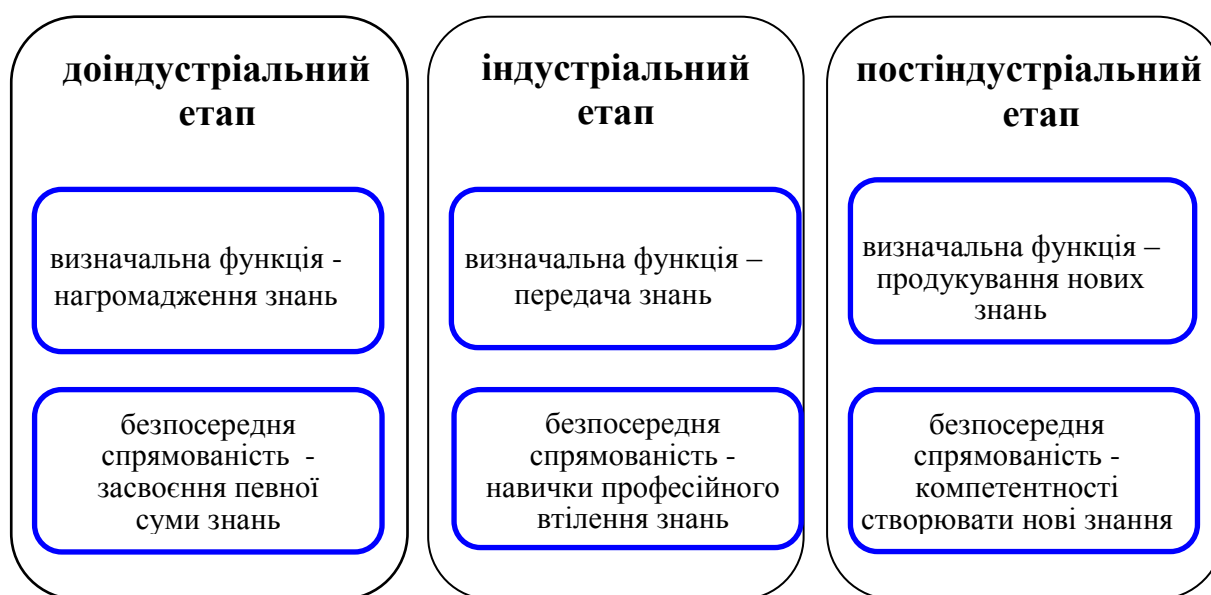 доіндустріальний
етап
визначальна функція -
нагромадження знань
безпосередня
спрямованість -
засвоєння певної
суми знань
індустріальний
етап
визначальна функція –
передача знань
безпосередня
спрямованість -
навички професійного
втілення знань
постіндустріальний
етап
визначальна функція –
продукування нових
знань
безпосередня
спрямованість -
компетентності
створювати нові знання